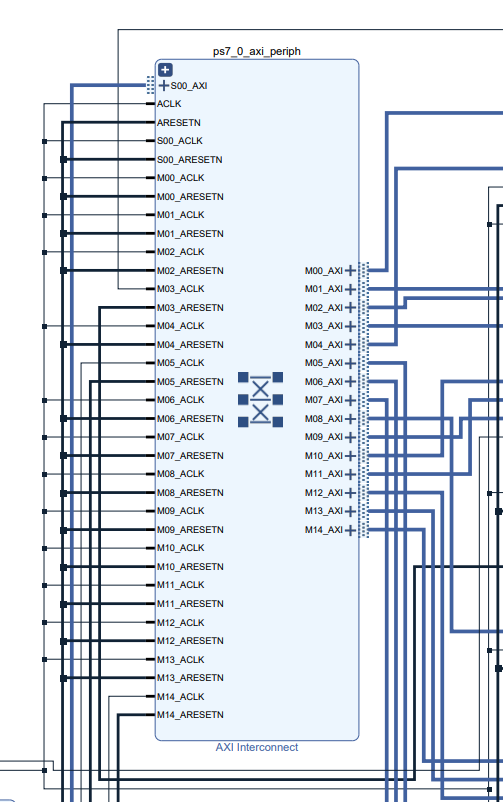 ps7_0_axi_periph
S00_AXI
ACLK
ARESETN
S00_ACLK
S00_ARESETN
M00_ACLK
M00_ARESETN
M01_ACLK
M01_ARESETN
M02_ACLK
M02_ARESETN
M03_ACLK
M03_ARESETN
M04_ACLK
M04_ARESETN
M05_ACLK
M05_ARESETN
M06_ACLK
M06_ARESETN
M07_ACLK
M07_ARESETN
M08_ACLK
M08_ARESETN
M09_ACLK
M09_ARESETN
M10_ACLK
M10_ARESETN
M11_ACLK
M11_ARESETN
M12_ACLK
M12_ARESETN
M13_ACLK
M13_ARESETN
M14_ACLK
M14_ARESETN
M00_AXI
M01_AXI
M02_AXI
M03_AXI
M04_AXI
M05_AXI
M06_AXI
M07_AXI
M08_AXI
M09_AXI
M10_AXI
M11_AXI
M12_AXI
M13_AXI
M14_AXI
AXI Interconnect